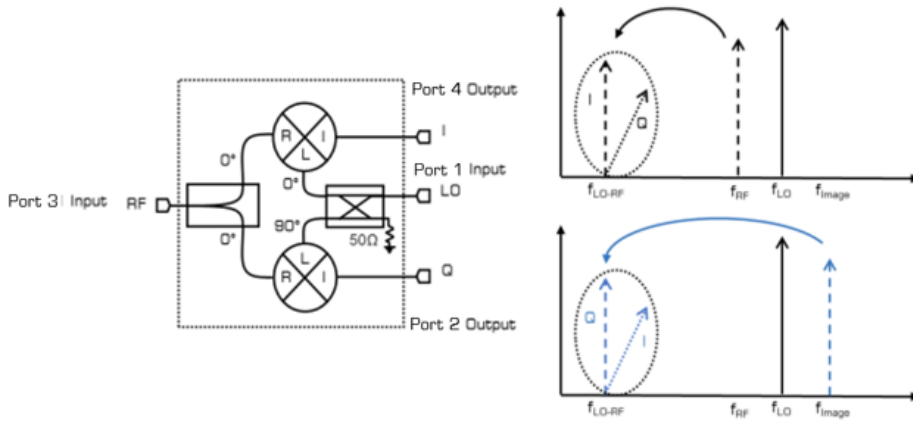 Port 4 Output
R
I
L
I
0°
0°
Port 1 Input
LO
Port 3 Input
RF
0°
90°
50Ω
L
R
I
Q
Port 2 Output
I
Q
fLO-RF
fRF
fLO
fImage
Q
I
fLO-RF
fRF
fLO
fImage